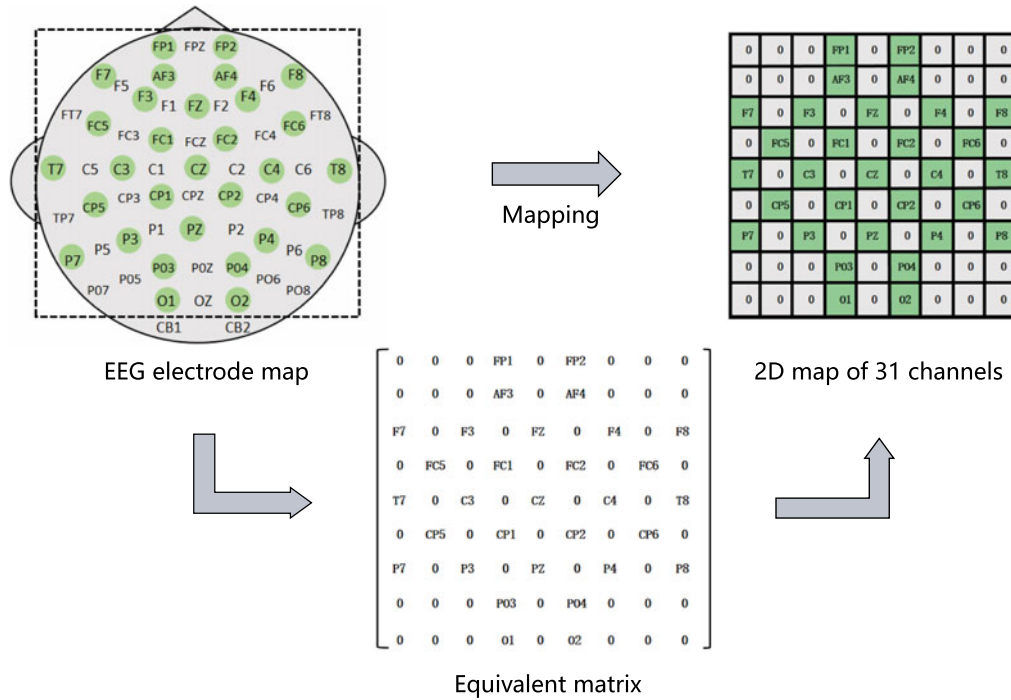 FP1 FPZ FP2
F7 F5 AF3 AF4 F6 F8
F3 F1 FZ F2 F4
FT7 FC5 FC3 FC1 FCZ FC2 FC4 FC6 FT8
T7 C5 C3 C1 CZ C2 C4 C6 T8
TP7 CP5 CP3 CP1 CPZ CP2 CP4 CP6 TP8
P7 P5 P3 P1 PZ P2 P4 P6 P8
P07 P05 P03 P0Z P04 PO6 PO8
O1 OZ O2
CB1 CB2
EEG electrode map
Mapping
0 0 0 FP1 0 FP2 0 0 0
0 0 0 AF3 0 AF4 0 0 0
F7 0 F3 0 FZ 0 F4 0 F8
0 FC5 0 FC1 0 FC2 0 FC6 0
T7 0 C3 0 CZ 0 C4 0 T8
0 CP5 0 CP1 0 CP2 0 CP6 0
P7 0 P3 0 PZ 0 P4 0 P8
0 0 0 P03 0 P04 0 0 0
0 0 0 01 0 02 0 0 0
2D map of 31 channels
0 0 0 FP1 0 FP2 0 0 0
0 0 0 AF3 0 AF4 0 0 0
F7 0 F3 0 FZ 0 F4 0 F8
0 FC5 0 FC1 0 FC2 0 FC6 0
T7 0 C3 0 CZ 0 C4 0 T8
0 CP5 0 CP1 0 CP2 0 CP6 0
P7 0 P3 0 PZ 0 P4 0 P8
0 0 0 P03 0 P04 0 0 0
0 0 0 01 0 02 0 0 0
Equivalent matrix